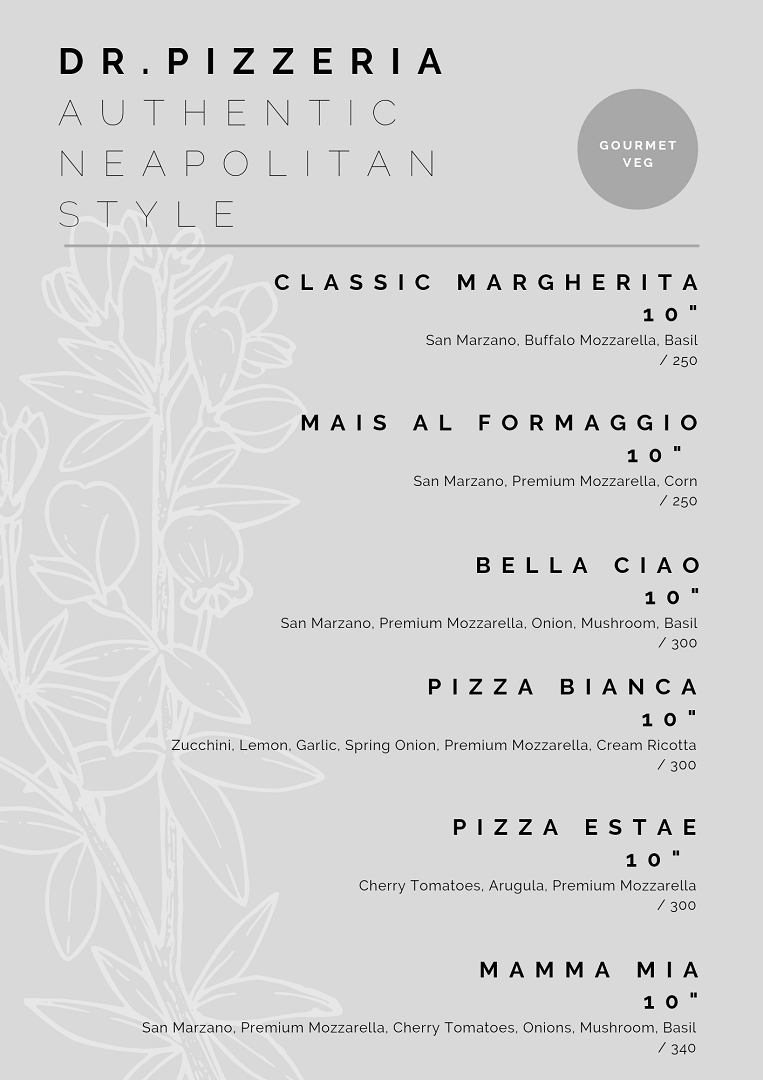 DR.PIZZERIA
AUTHENTIC
NEAPOLITAN
STYLE
GOURMET
VEG
CLASSIC MARGHERITA
10"
San Marzano, Buffalo Mozzarella, Basil
/ 250
MAIS AL FORMAGGIO
10"
San Marzano, Premium Mozzarella, Corn
/ 250
BELLA CIAO
10"
San Marzano, Premium Mozzarella, Onion, Mushroom, Basil
/ 300
PIZZA BIANCA
10"
Zucchini, Lemon, Garlic, Spring Onion, Premium Mozzarella, Cream Ricotta
/ 300
PIZZA ESTAE
10"
Cherry Tomatoes, Arugula, Premium Mozzarella
/ 300
MAMMA MIA
10"
San Marzano, Premium Mozzarella, Cherry Tomatoes, Onions, Mushroom, Basil
/ 340